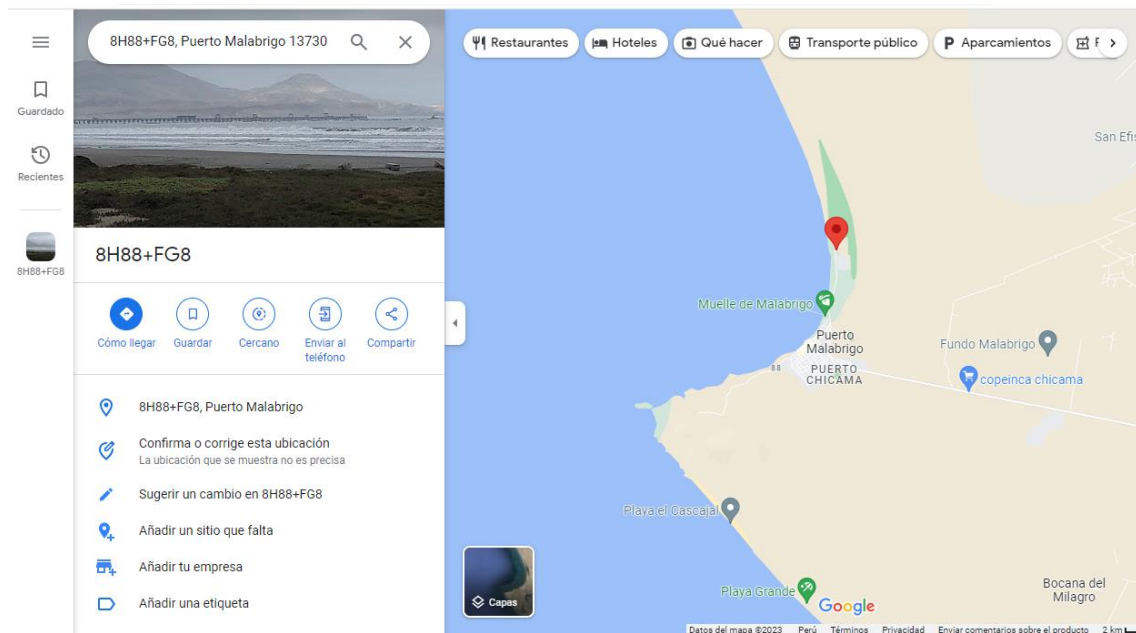 8H88+FG8, Puerto Malabrigo 13730
Restaurantes
Hoteles
Qué hacer
Transporte público
P Aparcamientos
Guardado
Recientes
8H88+FG8
8H88+FG8
Cómo llegar
Guardar
Cercano
Enviar al
teléfono
Compartir
8H88+FG8, Puerto Malabrigo
Confirma o corrige esta ubicación
La ubicación que se muestra no es precisa
Sugerir un cambio en 8H88+FG8
Añadir un sitio que falta
Añadir tu empresa
Añadir una etiqueta
San Efis
Muelle de Malabrigo
Puerto
Malabrigo
PUERTO
CHICAMA
88
Fundo Malabrigo
copeinca chicama
Playa el Cascajal
Playa Grande
Bocana del
Milagro
Capas
Google
Datos del mapa ©2023 Perú Términos Privacidad Enviar comentarios sobre el producto 2 km